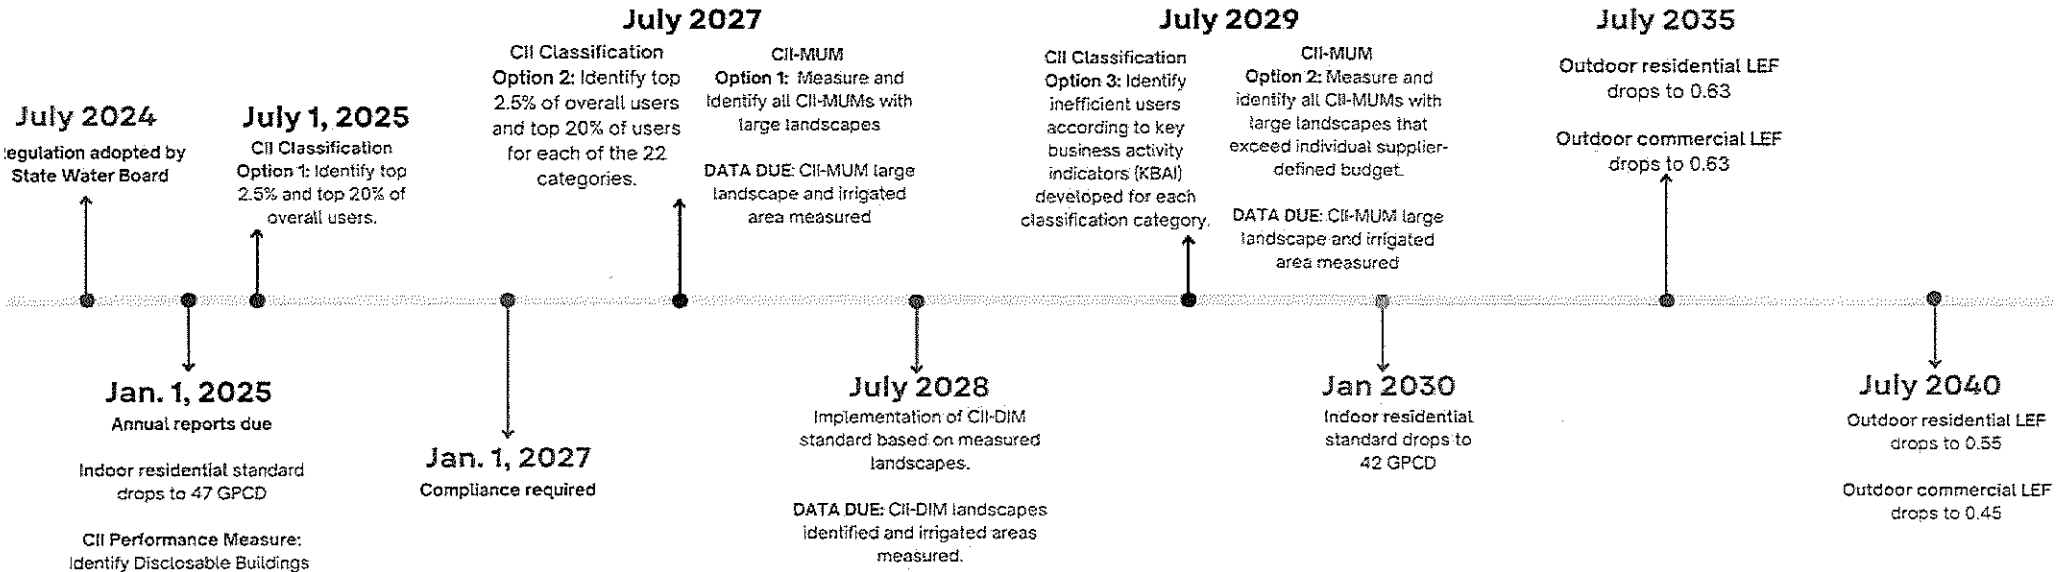 July 2024
regulation adopted by
State Water Board
Jan. 1, 2025
Annual reports due
Indoor residential standard
drops to 47 GPCD
CII Performance Measure:
Identify Disclosable Buildings
July 1, 2025
CII Classification
Option 1: Identify top
2.5% and top 20% of
overall users.
Jan. 1, 2027
Compliance required
July 2027
CII Classification
Option 2: Identify top
2.5% of overall users
and top 20% of users
for each of the 22
categories.
CII-MUM
Option 1: Measure and
identify all CII-MUMs with
large landscapes
DATA DUE: CII-MUM large
landscape and irrigated
area measured
July 2028
Implementation of CII-DIM
standard based on measured
landscapes.
DATA DUE: CII-DIM landscapes
identified and irrigated areas
measured.
July 2029
CII Classification
Option 3: Identify
inefficient users
according to key
business activity
indicators (KBAI)
developed for each
classification category.
CII-MUM
Option 2: Measure and
identify all CII-MUMs with
large landscapes that
exceed individual supplier-
defined budget.
DATA DUE: CII-MUM large
landscape and irrigated
area measured
Jan 2030
Indoor residential
standard drops to
42 GPCD
July 2035
Outdoor residential LEF
drops to 0.63
Outdoor commercial LEF
drops to 0.63
July 2040
Outdoor residential LEF
drops to 0.55
Outdoor commercial LEF
drops to 0.45